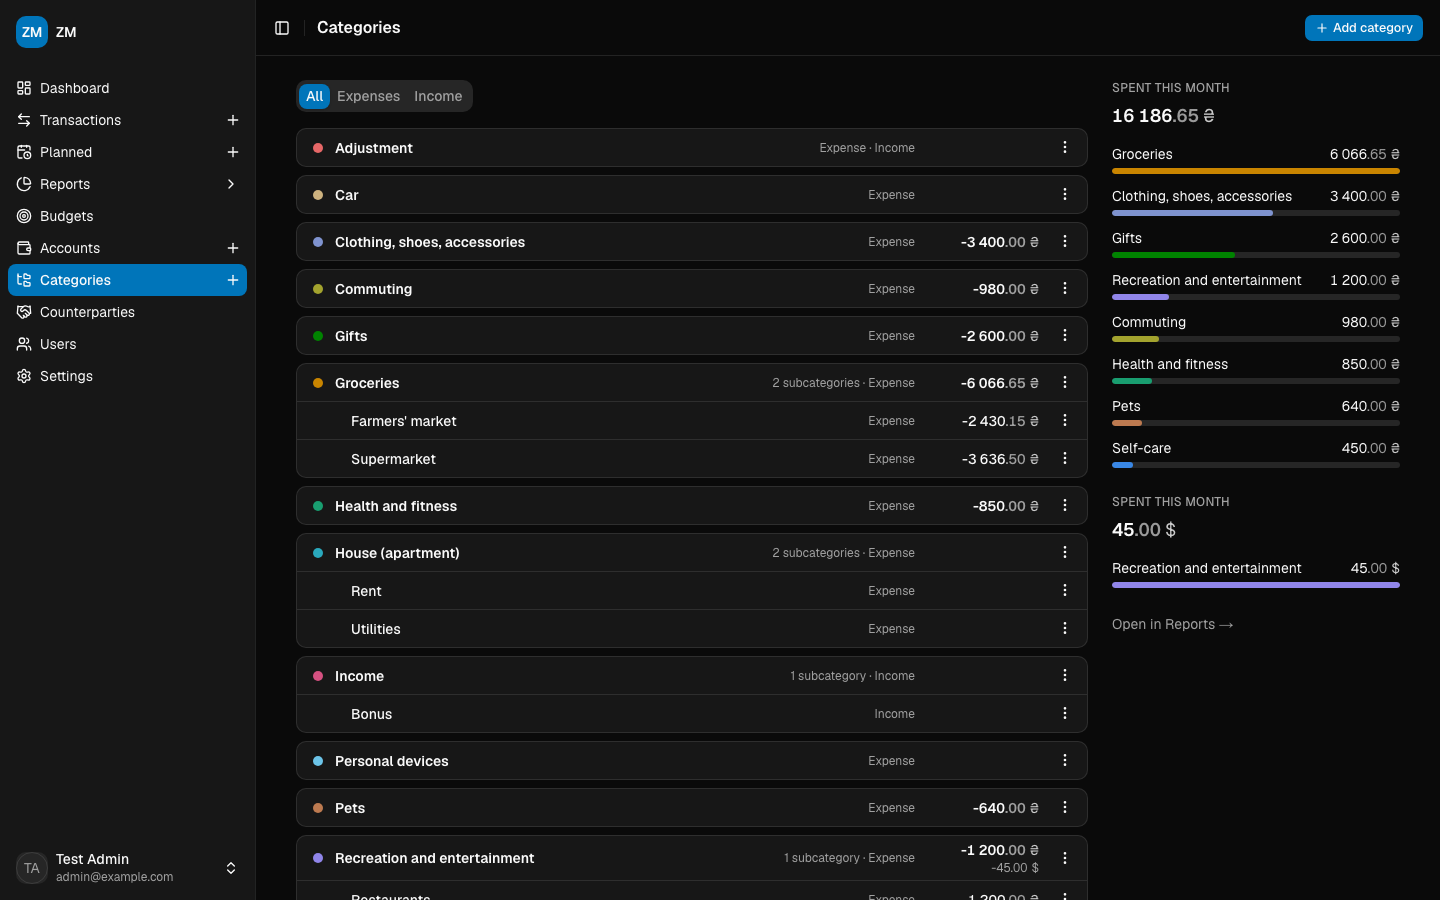 ZM ZM
Dashboard
Transactions
Planned
Reports
Budgets
Accounts
Categories
Counterparties
Users
Settings
TA Test Admin
admin@example.com
Categories
Add category
All Expenses Income
Adjustment Expense · Income
Car Expense
Clothing, shoes, accessories Expense -3 400.00 ₴
Commuting Expense -980.00 ₴
Gifts Expense -2 600.00 ₴
Groceries 2 subcategories · Expense -6 066.65 ₴
Farmers' market Expense -2 430.15 ₴
Supermarket Expense -3 636.50 ₴
Health and fitness Expense -850.00 ₴
House (apartment) 2 subcategories · Expense
Rent Expense
Utilities Expense
Income 1 subcategory · Income
Bonus Income
Personal devices Expense
Pets Expense -640.00 ₴
Recreation and entertainment 1 subcategory · Expense -1 200.00 ₴
-45.00 $
Restaurants Expense -1 200.00 ₴
SPENT THIS MONTH
16 186.65 ₴
Groceries 6 066.65 ₴
Clothing, shoes, accessories 3 400.00 ₴
Gifts 2 600.00 ₴
Recreation and entertainment 1 200.00 ₴
Commuting 980.00 ₴
Health and fitness 850.00 ₴
Pets 640.00 ₴
Self-care 450.00 ₴
SPENT THIS MONTH
45.00 $
Recreation and entertainment 45.00 $
Open in Reports →